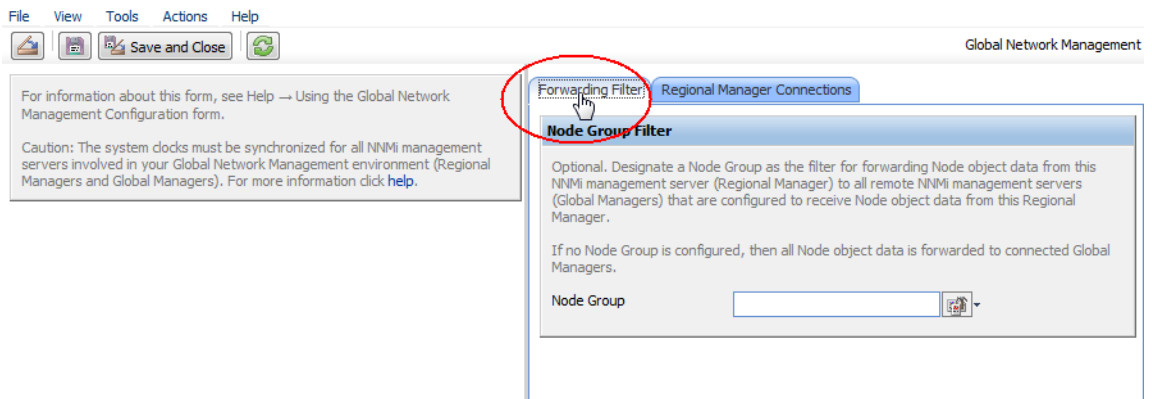 File View Tools Actions Help
Save and Close
Global Network Management
For information about this form, see Help → Using the Global Network
Management Configuration form.
Caution: The system clocks must be synchronized for all NNMi management
servers involved in your Global Network Management environment (Regional
Managers and Global Managers). For more information click help.
Forwarding Filter Regional Manager Connections
Node Group Filter
Optional. Designate a Node Group as the filter for forwarding Node object data from this
NNMi management server (Regional Manager) to all remote NNMi management servers
(Global Managers) that are configured to receive Node object data from this Regional
Manager.
If no Node Group is configured, then all Node object data is forwarded to connected Global
Managers.
Node Group